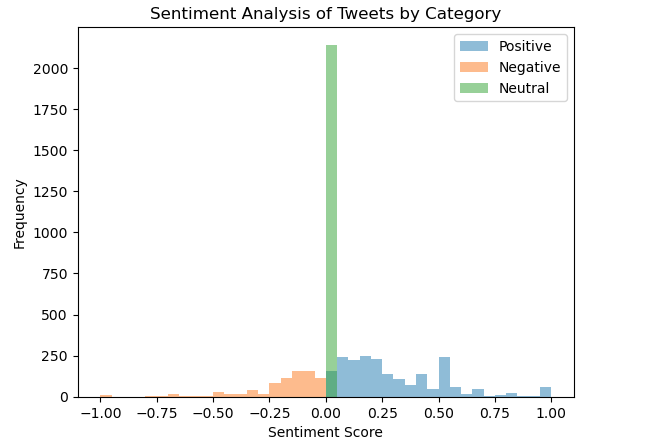 Sentiment Analysis of Tweets by Category
Positive
Negative
Neutral
2000
1750
1500
1250
1000
750
500
250
0
Frequency
−1.00 −0.75 −0.50 −0.25 0.00 0.25 0.50 0.75 1.00
Sentiment Score